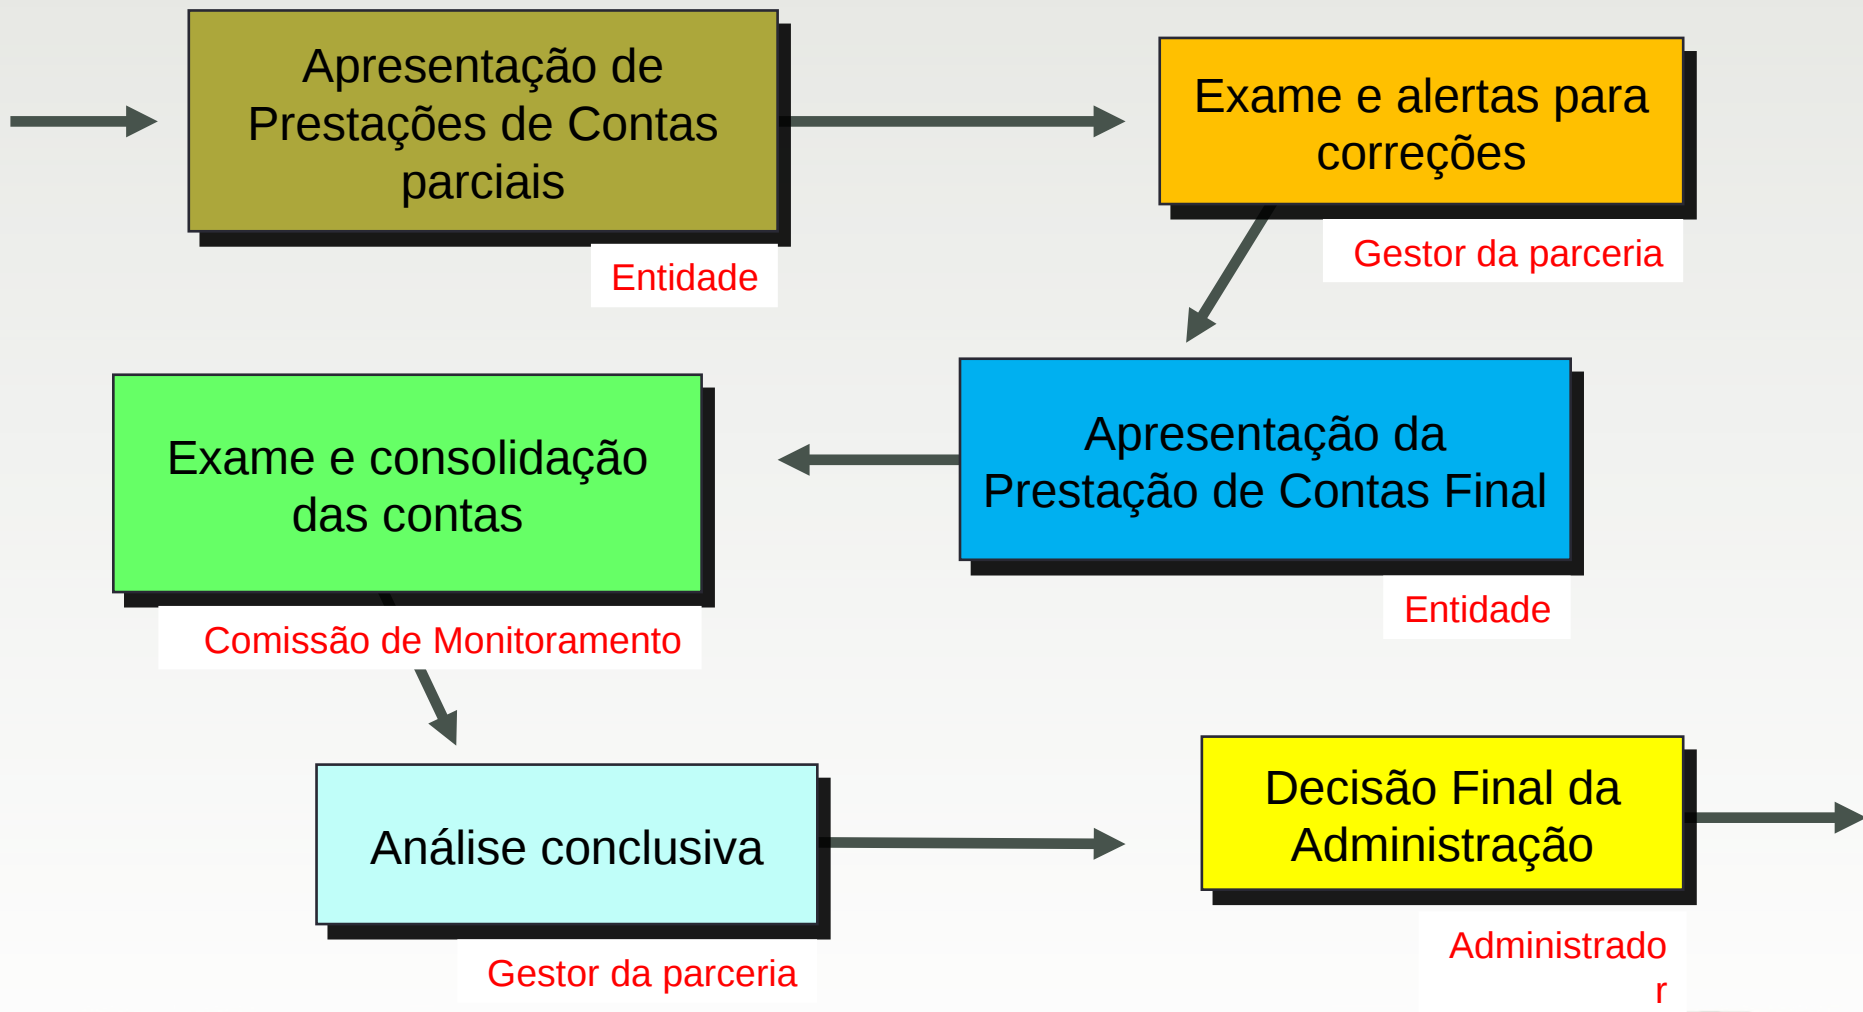 Apresentação de
Prestações de Contas
parciais
Entidade
Exame e alertas para
correções
Gestor da parceria
Apresentação da
Prestação de Contas Final
Entidade
Exame e consolidação
das contas
Comissão de Monitoramento
Análise conclusiva
Gestor da parceria
Decisão Final da
Administração
Administrado
r